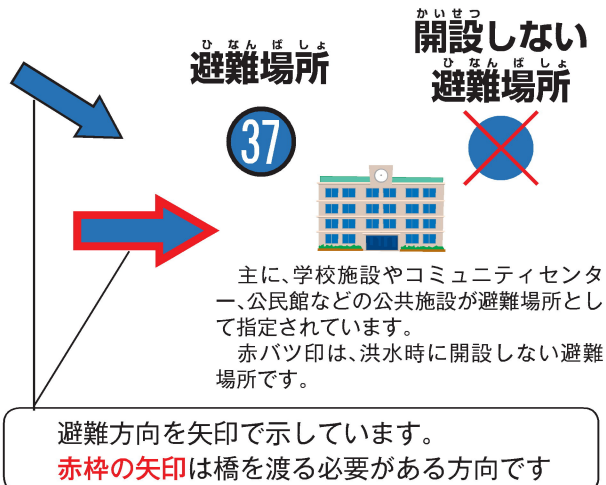 かいせつ
開設しない
ひなんばしょ
避難場所
ひなんばしょ
避難場所
37
主に、学校施設やコミュニティセンタ
ー、公民館などの公共施設が避難場所とし
て指定されています。
赤バツ印は、洪水時に開設しない避難
場所です。
避難方向を矢印で示しています。
赤枠の矢印は橋を渡る必要がある方向です